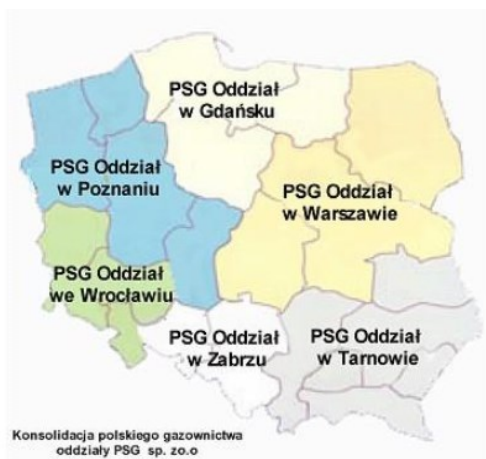 PSG Oddział
w Gdańsku
PSG Oddział
w Poznaniu
PSG Oddział
w Warszawie
PSG Oddział
we Wrocławiu
PSG Oddział
w Zabrzu
PSG Oddział
w Tarnowie
Konsolidacja polskiego gazownictwa
oddziały PSG sp. zo.o